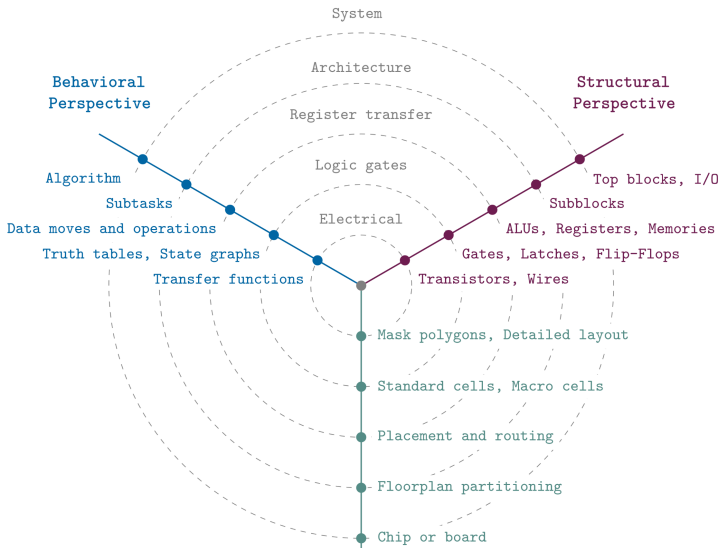 System
Architecture
Behavioral
Perspective
Structural
Perspective
Register transfer
Logic gates
Algorithm
Top blocks, I/O
Subtasks
Subblocks
Electrical
Data moves and operations
ALUs, Registers, Memories
Truth tables, State graphs
Gates, Latches, Flip-Flops
Transfer functions
Transistors, Wires
Mask polygons, Detailed layout
Standard cells, Macro cells
Placement and routing
Floorplan partitioning
Chip or board